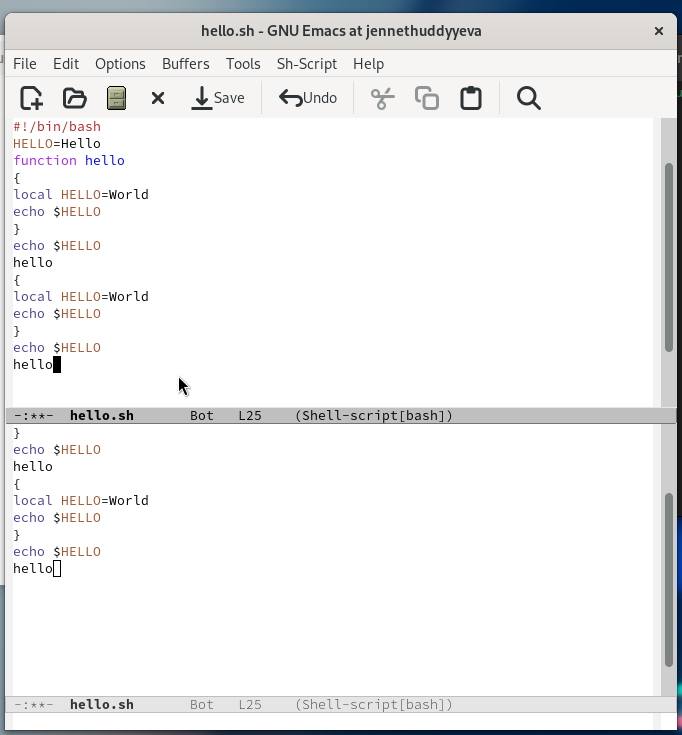 hello.sh - GNU Emacs at jennethuddyyeva
File Edit Options Buffers Tools Sh-Script Help
Save Undo
#!/bin/bash
HELLO=Hello
function hello
{
local HELLO=World
echo $HELLO
}
echo $HELLO
hello
{
local HELLO=World
echo $HELLO
}
echo $HELLO
hello
-:**- hello.sh Bot L25 (Shell-script[bash])
}
echo $HELLO
hello
{
local HELLO=World
echo $HELLO
}
echo $HELLO
hello
-:**- hello.sh Bot L25 (Shell-script[bash])